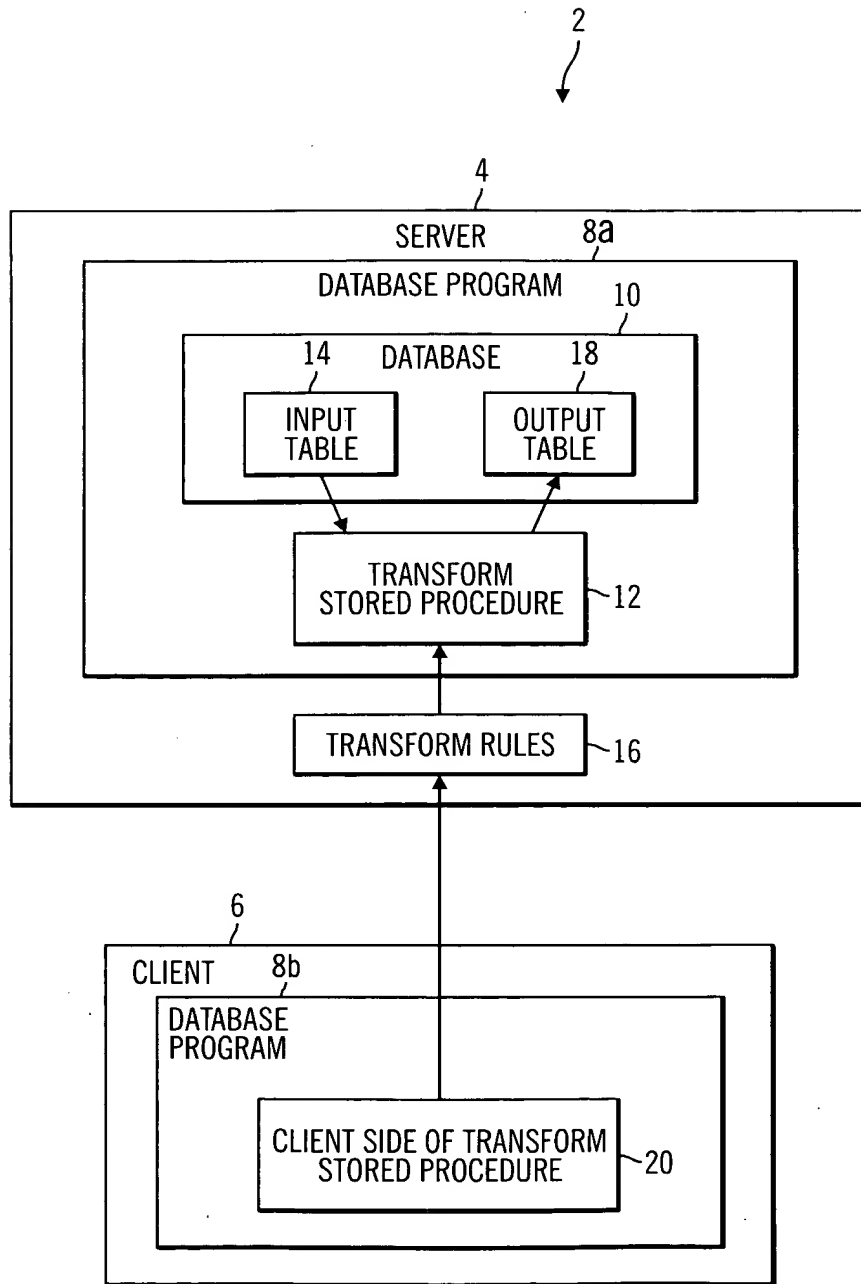 2
4
SERVER
8a
DATABASE PROGRAM
10
DATABASE
14
18
INPUT
TABLE
OUTPUT
TABLE
TRANSFORM
STORED PROCEDURE
12
TRANSFORM RULES
16
6
CLIENT
8b
DATABASE
PROGRAM
CLIENT SIDE OF TRANSFORM
STORED PROCEDURE
20